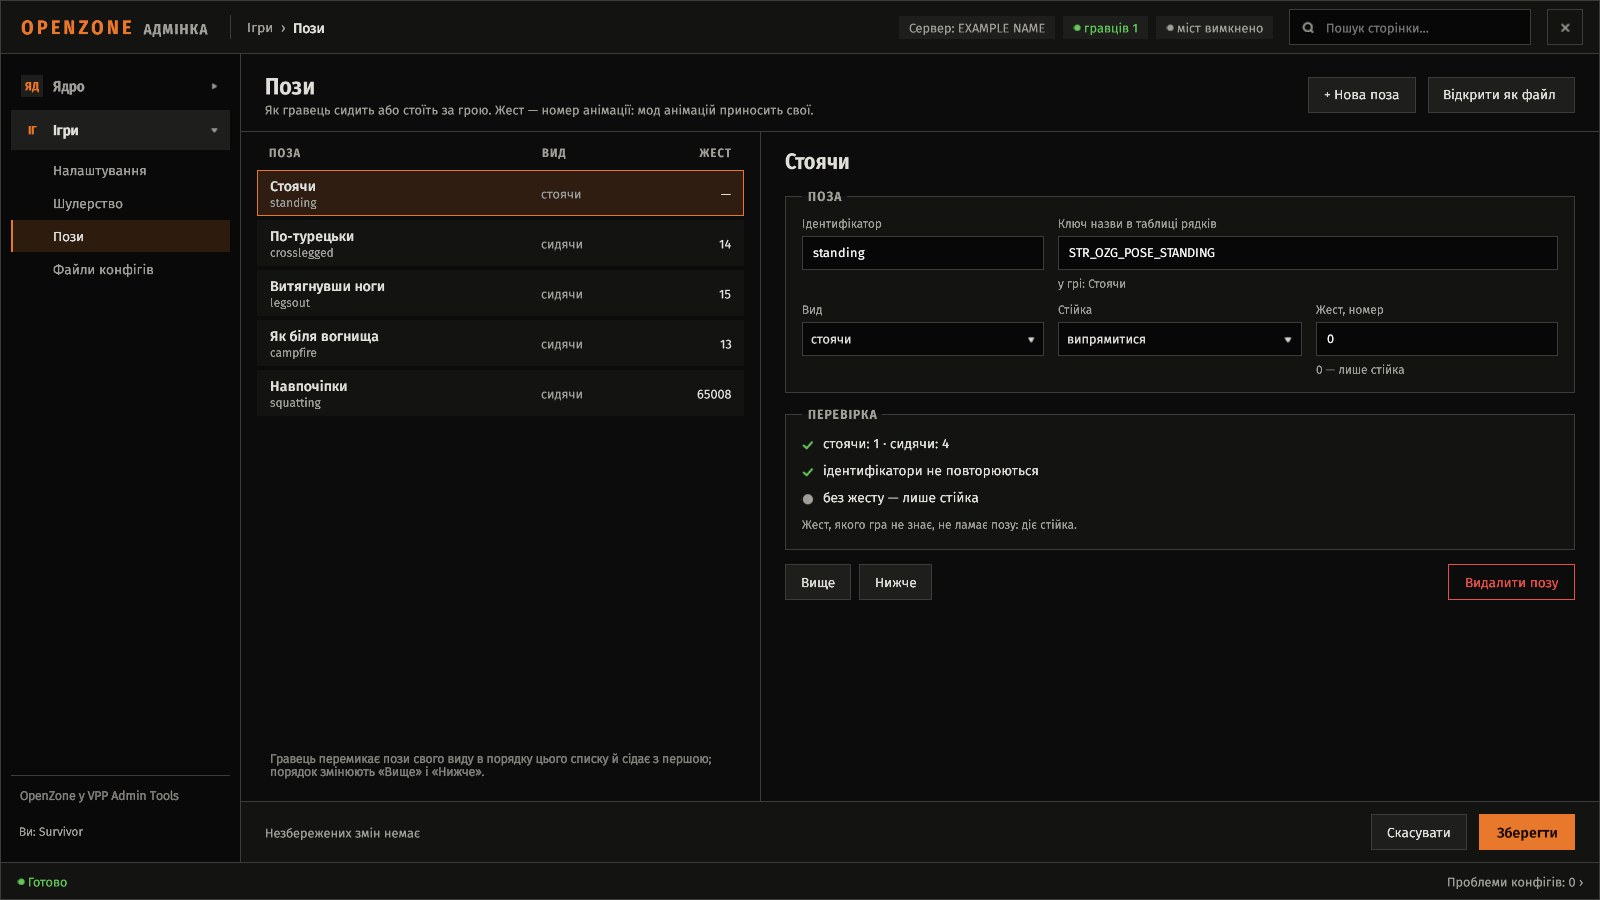 OPENZONE АДМІНКА
Ігри › Пози
Сервер: EXAMPLE NAME
гравців 1
міст вимкнено
Пошук сторінки...
×
ЯД Ядро
ІГ Ігри
Налаштування
Шулерство
Пози
Файли конфігів
OpenZone у VPP Admin Tools
Ви: Survivor
Пози
Як гравець сидить або стоїть за грою. Жест — номер анімації: мод анімацій приносить свої.
+ Нова поза
Відкрити як файл
ПОЗА ВИД ЖЕСТ
Стоячи
standing
стоячи
—
По-турецьки
crosslegged
сидячи
14
Витягнувши ноги
legsout
сидячи
15
Як біля вогнища
campfire
сидячи
13
Навпочіпки
squatting
сидячи
65008
Гравець перемикає пози свого виду в порядку цього списку й сідає з першою;
порядок змінюють «Вище» і «Нижче».
Стоячи
ПОЗА
Ідентифікатор
standing
Ключ назви в таблиці рядків
STR_OZG_POSE_STANDING
у грі: Стоячи
Вид
стоячи
Стійка
випрямитися
Жест, номер
0
0 — лише стійка
ПЕРЕВІРКА
стоячи: 1 · сидячи: 4
ідентифікатори не повторюються
без жесту — лише стійка
Жест, якого гра не знає, не ламає позу: діє стійка.
Вище
Нижче
Видалити позу
Незбережених змін немає
Скасувати
Зберегти
Готово
Проблеми конфігів: 0 ›